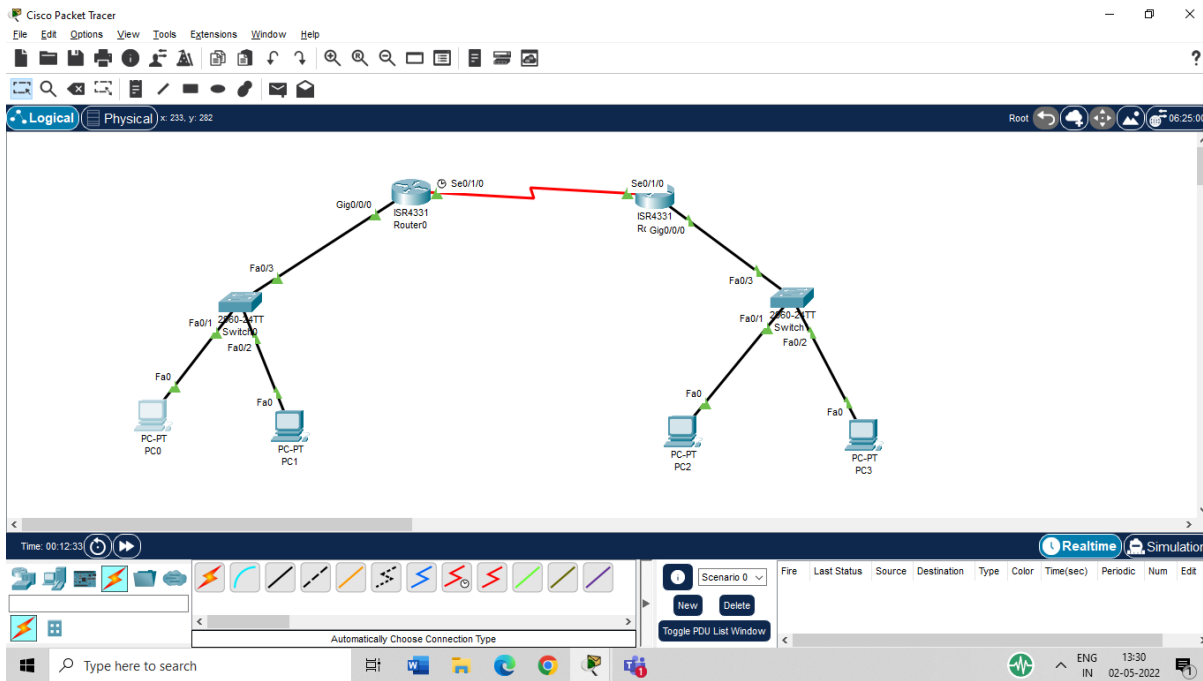 Cisco Packet Tracer
File Edit Options View Tools Extensions Window Help
?
Logical Physical x: 233, y: 282 Root 06:25:00
Se0/1/0 Se0/1/0
Gig0/0/0 ISR4331 ISR4331
Router0 Gig0/0/0
Fa0/3 Fa0/3
Fa0/1 2960-24TT Fa0/1 2960-24TT
Switch0 Switch
Fa0/2 Fa0/2
Fa0 Fa0
Fa0 Fa0
PC-PT PC-PT PC-PT PC-PT
PC0 PC1 PC2 PC3
Time: 00:12:33 Realtime Simulation
Scenario 0 Fire Last Status Source Destination Type Color Time(sec) Periodic Num Edit
New Delete
Toggle PDU List Window
Automatically Choose Connection Type
Type here to search
ENG 13:30
IN 02-05-2022